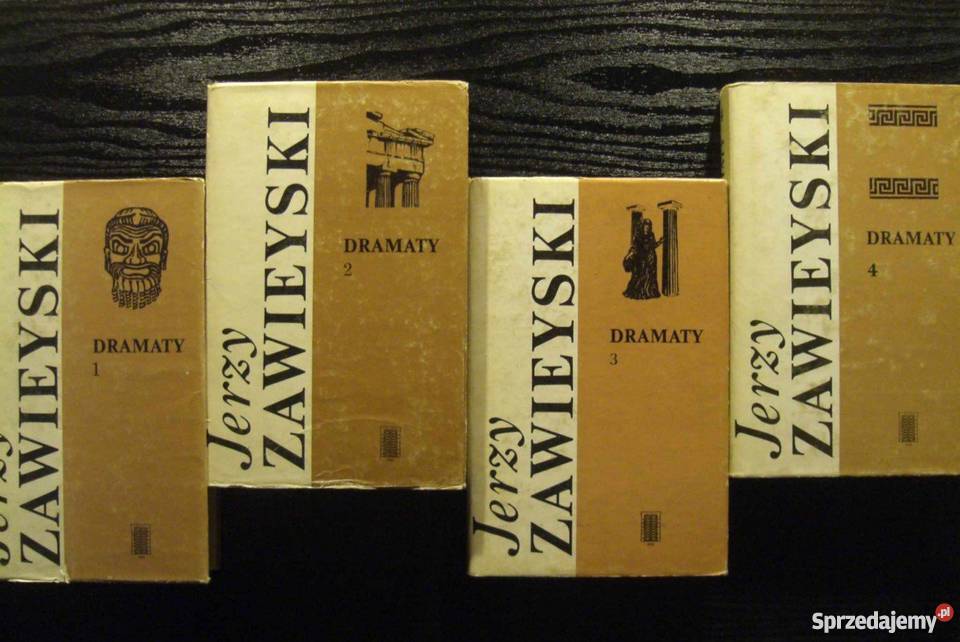 Jerzy
ZAWIEYSKI
DRAMATY
1
Jerzy
ZAWIEYSKI
DRAMATY
2
Jerzy
ZAWIEYSKI
DRAMATY
3
Jerzy
ZAWIEYSKI
DRAMATY
4
Sprzedajemy.pl